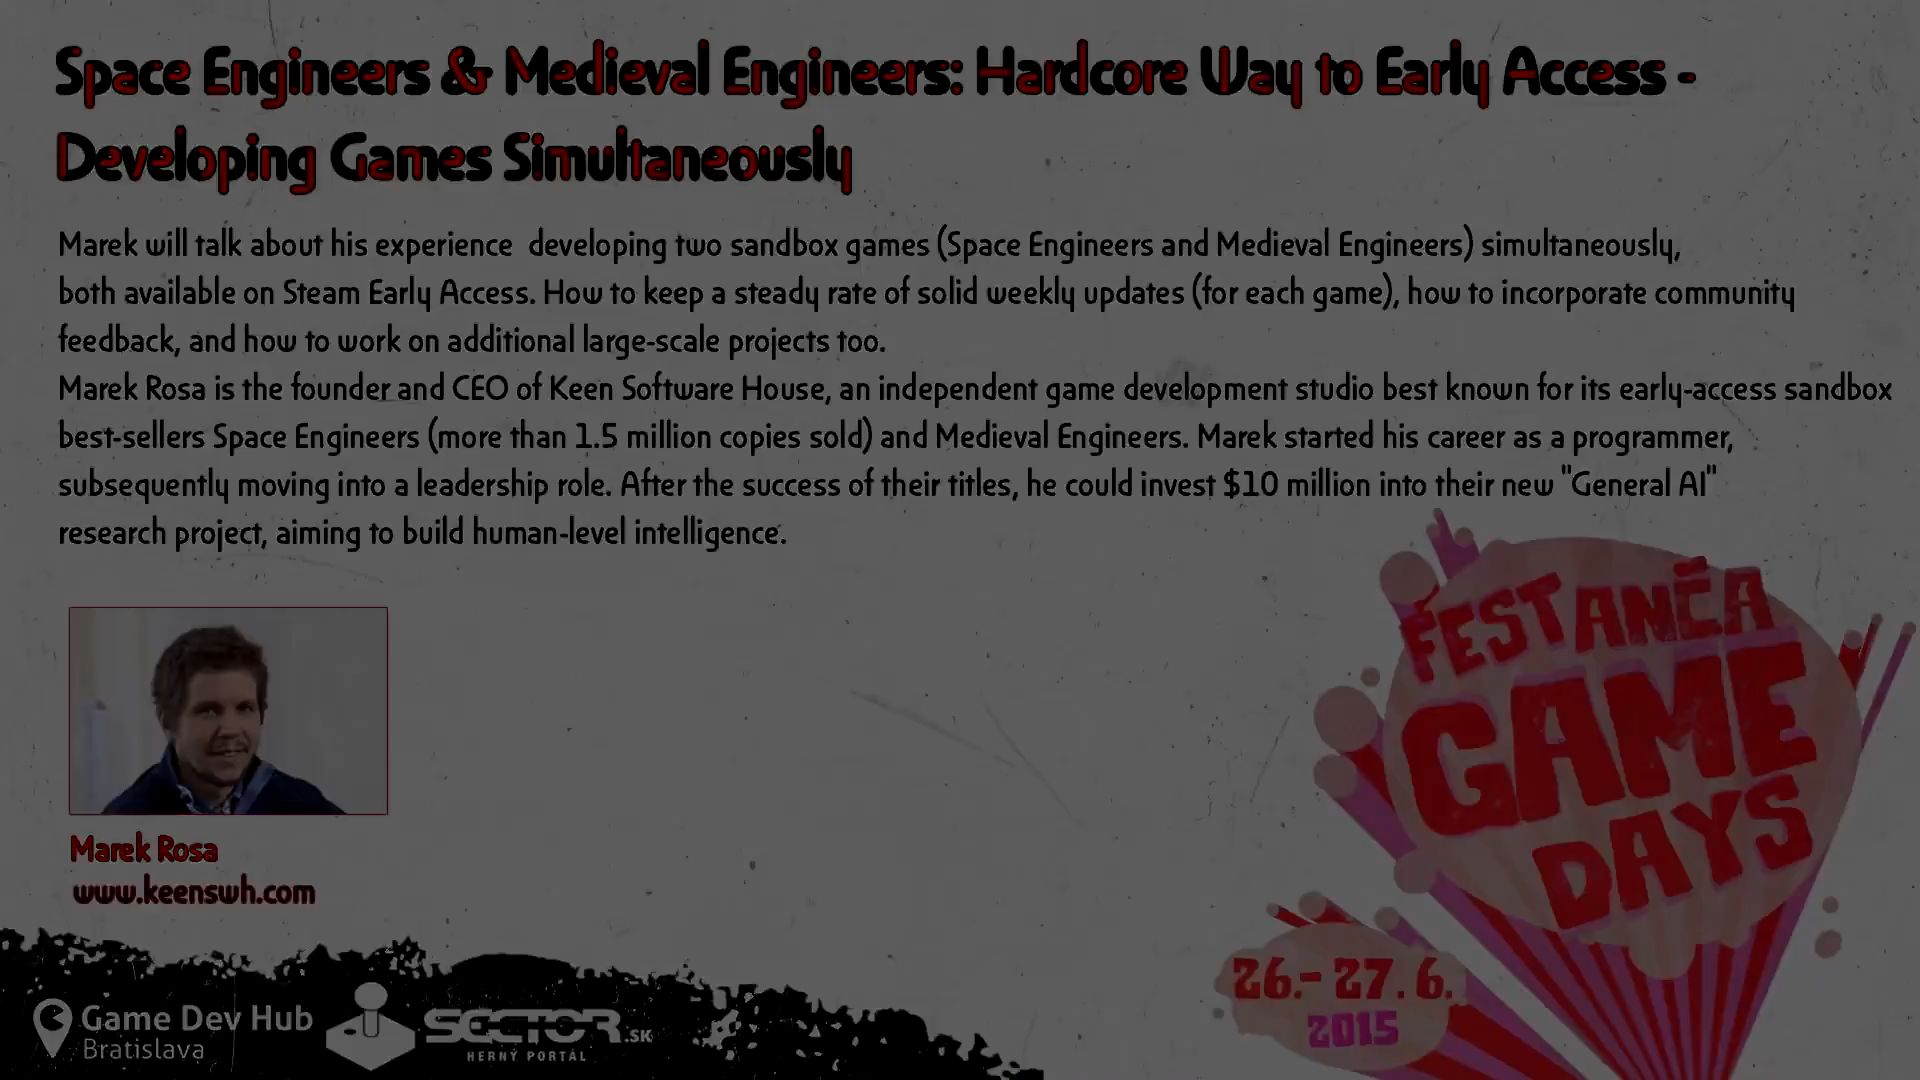 Space Engineers & Medieval Engineers: Hardcore Way to Early Access -
Developing Games Simultaneously
Marek will talk about his experience developing two sandbox games (Space Engineers and Medieval Engineers) simultaneously,
both available on Steam Early Access. How to keep a steady rate of solid weekly updates (for each game), how to incorporate community
feedback, and how to work on additional large-scale projects too.
Marek Rosa is the founder and CEO of Keen Software House, an independent game development studio best known for its early-access sandbox
best-sellers Space Engineers (more than 1.5 million copies sold) and Medieval Engineers. Marek started his career as a programmer,
subsequently moving into a leadership role. After the success of their titles, he could invest $10 million into their new "General AI"
research project, aiming to build human-level intelligence.
Marek Rosa
www.keenswh.com
FEST ANČA
GAME
DAYS
26.- 27.6.
2015
Game Dev Hub
Bratislava
SECTOR.SK
HERNÝ PORTÁL